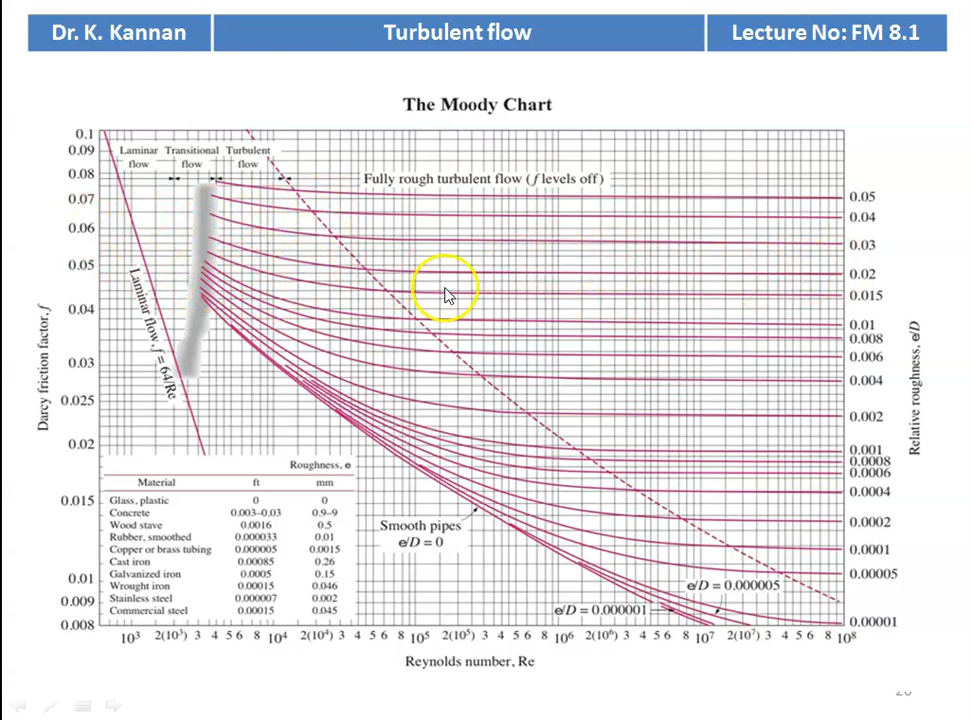 Dr. K. Kannan
Turbulent flow
Lecture No: FM 8.1
The Moody Chart
0.1
0.09
0.08
0.07
0.06
0.05
0.04
0.03
0.025
0.02
0.015
0.01
0.009
0.008
Darcy friction factor, f
Laminar flow
Transitional flow
Turbulent flow
Fully rough turbulent flow (f levels off)
Laminar flow, f = 64/Re
Smooth pipes
e/D = 0
e/D = 0.000005
e/D = 0.000001
Roughness, e
Material ft mm
Glass, plastic 0 0
Concrete 0.003–0.03 0.9–9
Wood stave 0.0016 0.5
Rubber, smoothed 0.000033 0.01
Copper or brass tubing 0.000005 0.0015
Cast iron 0.00085 0.26
Galvanized iron 0.0005 0.15
Wrought iron 0.00015 0.046
Stainless steel 0.000007 0.002
Commercial steel 0.00015 0.045
0.05
0.04
0.03
0.02
0.015
0.01
0.008
0.006
0.004
0.002
0.001
0.0008
0.0006
0.0004
0.0002
0.0001
0.00005
0.00001
Relative roughness, e/D
10³ 2(10³) 3 4 5 6 8 10⁴ 2(10⁴) 3 4 5 6 8 10⁵ 2(10⁵) 3 4 5 6 8 10⁶ 2(10⁶) 3 4 5 6 8 10⁷ 2(10⁷) 3 4 5 6 8 10⁸
Reynolds number, Re